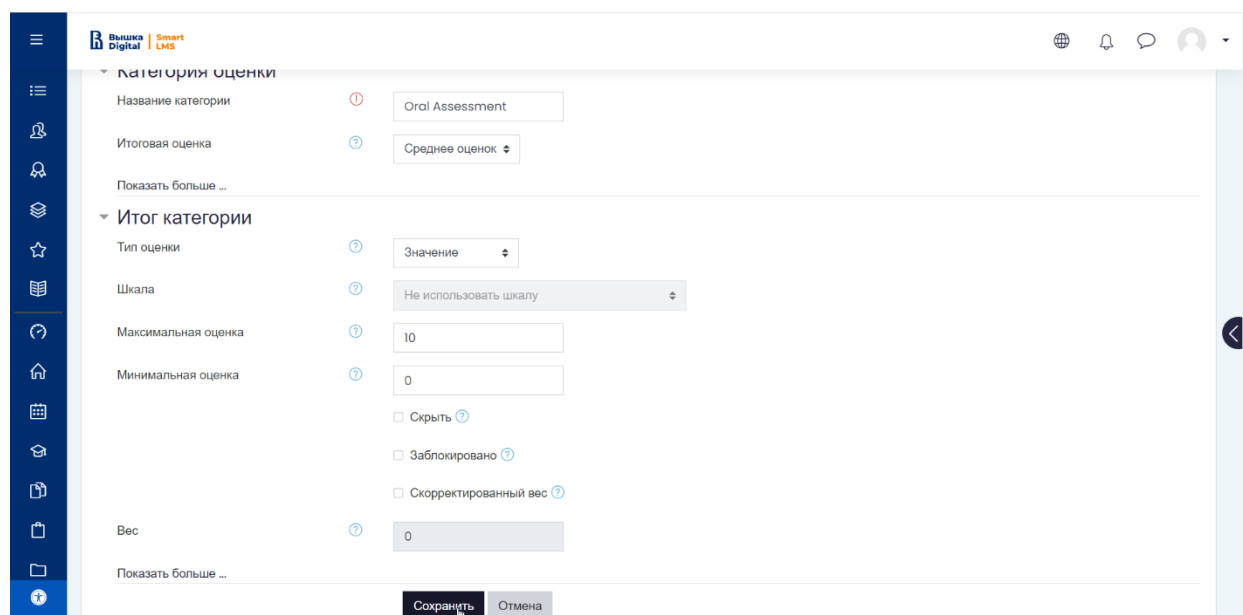 Вышка Digital | Smart LMS
Категория оценки
Название категории
Oral Assessment
Итоговая оценка
Среднее оценок
Показать больше ...
Итог категории
Тип оценки
Значение
Шкала
Не использовать шкалу
Максимальная оценка
10
Минимальная оценка
0
Скрыть
Заблокировано
Скорректированный вес
Вес
0
Показать больше ...
Сохранить Отмена